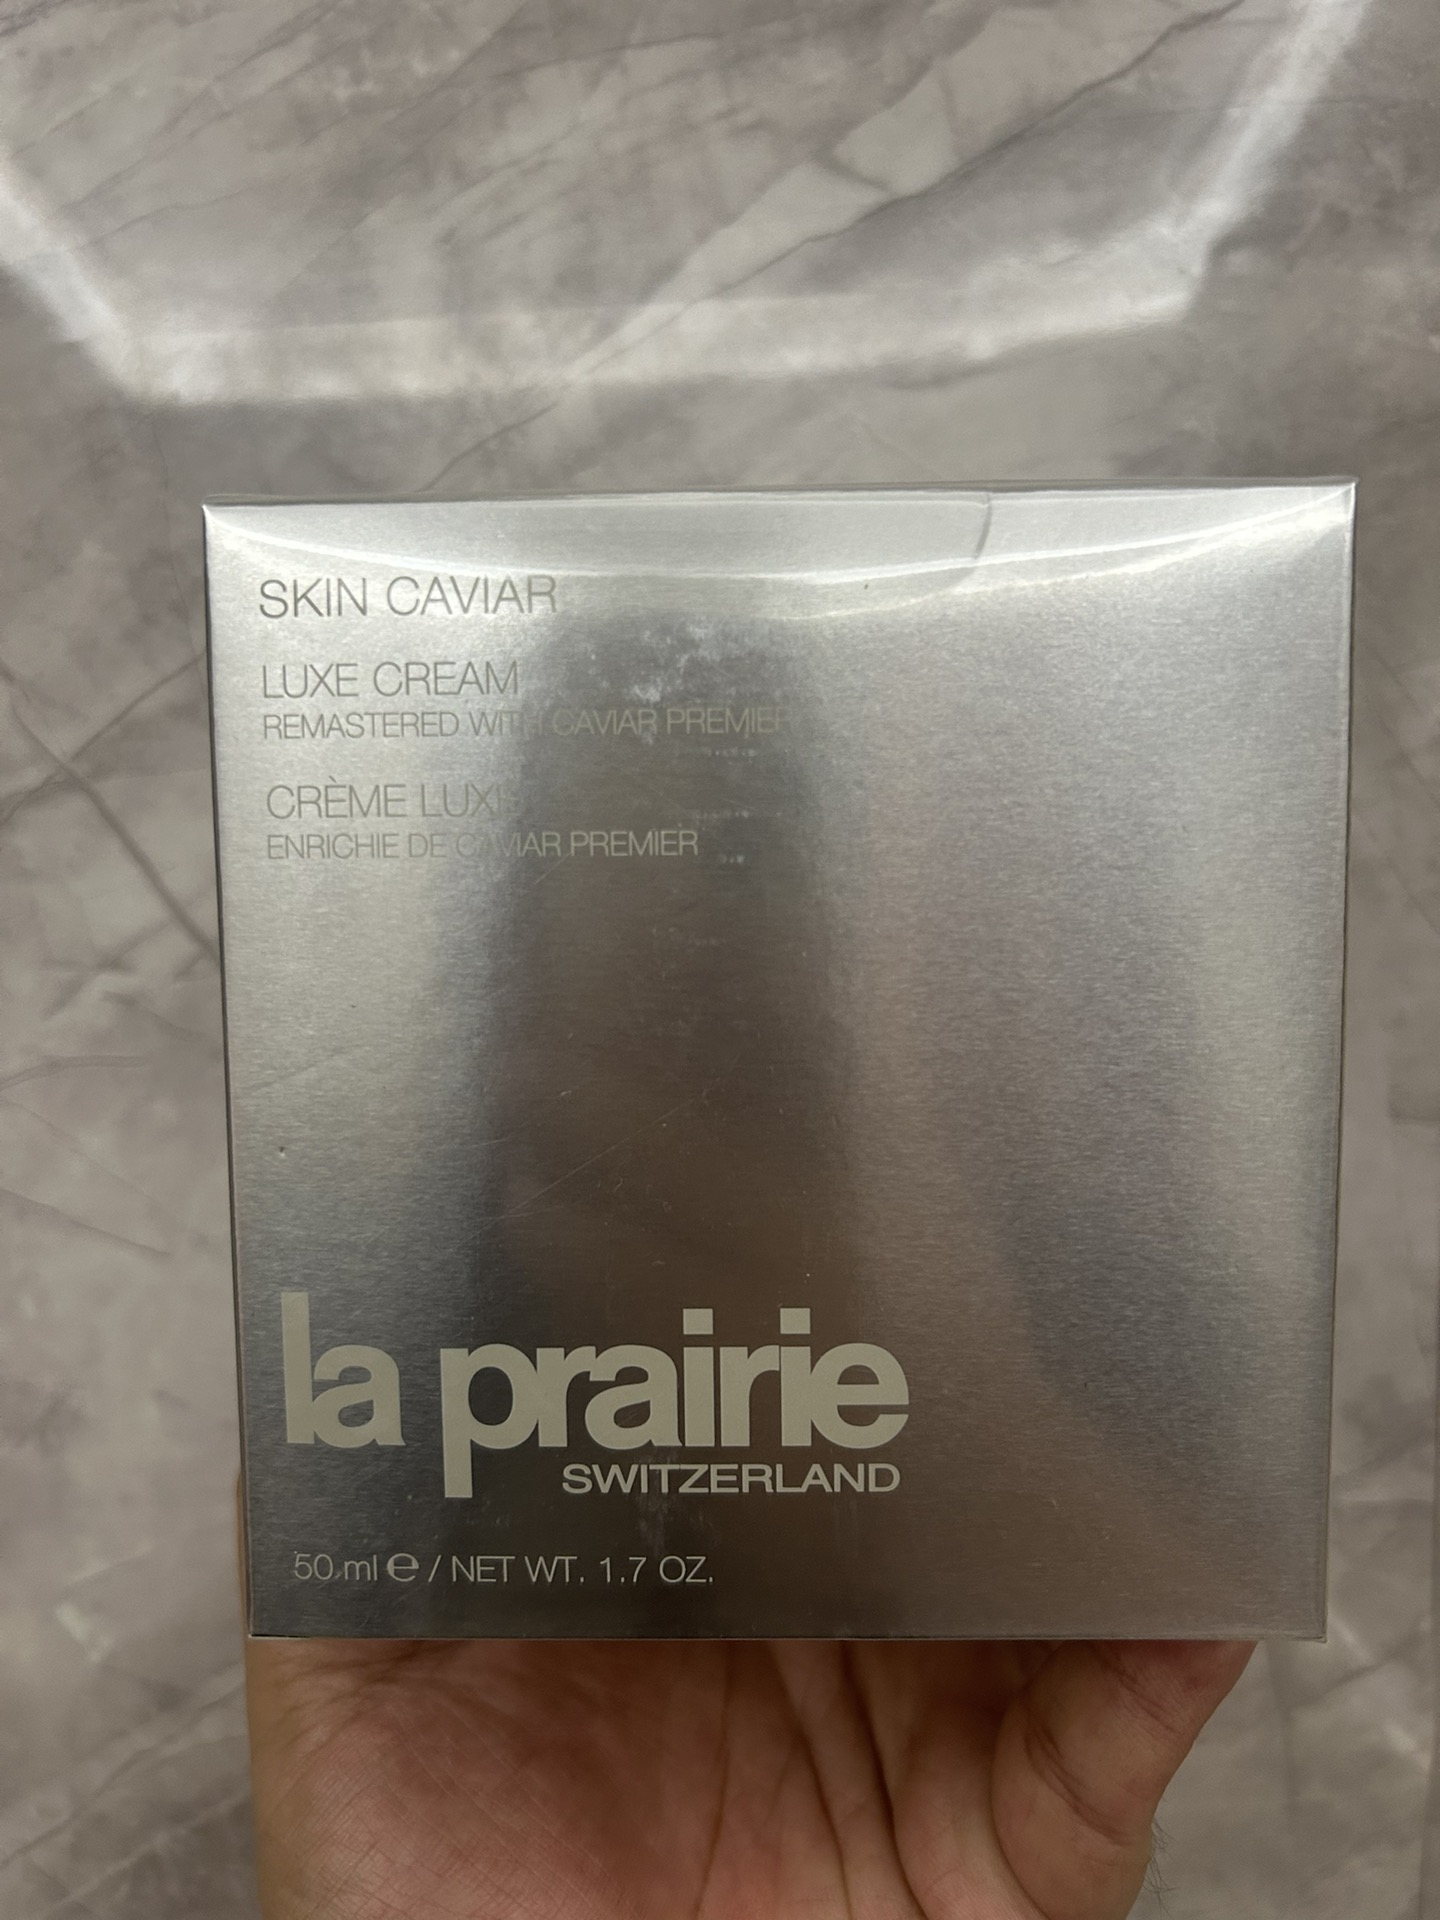 SKIN CAVIAR
LUXE CREAM
REMASTERED WITH CAVIAR PREMIER
CRÈME LUXE
ENRICHIE DE CAVIAR PREMIER
la prairie
SWITZERLAND
50 ml ℮ / NET WT. 1.7 OZ.